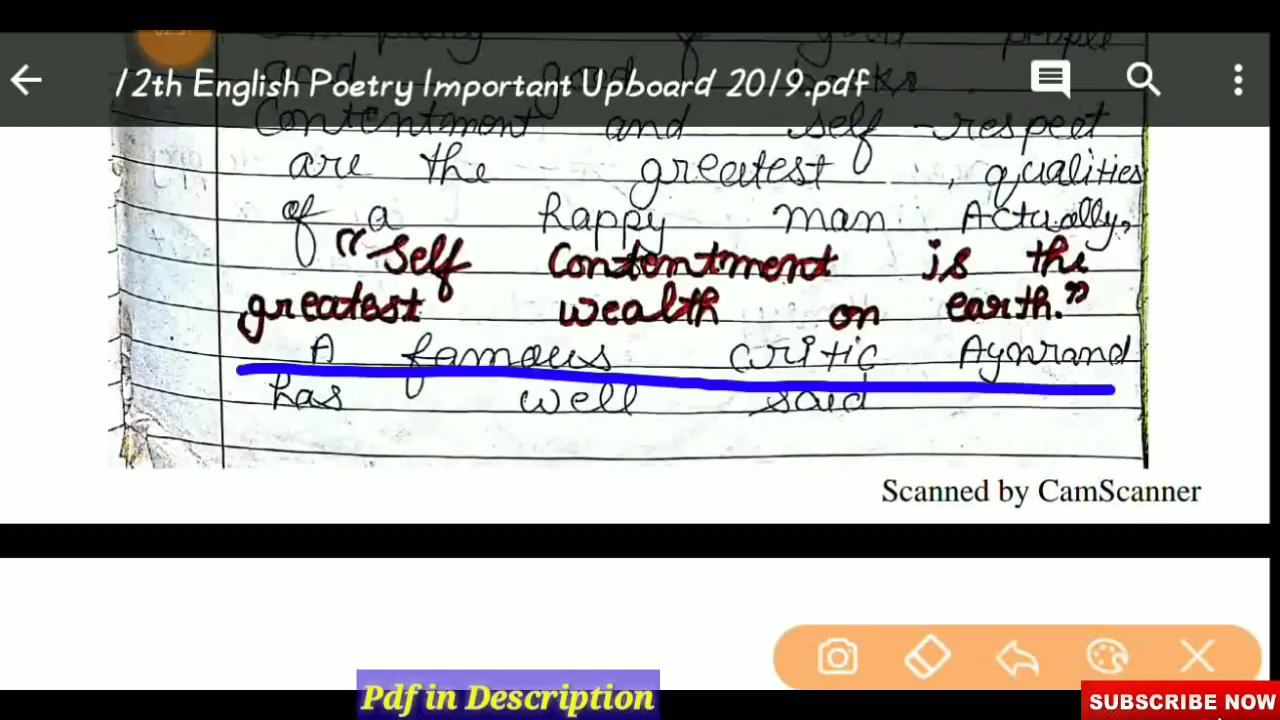 12th English Poetry Important Upboard 2019.pdf
Contentment and self-respect
are the greatest, qualities
of a happy man. Actually,
"Self Contentment is the
greatest wealth on earth."
A famous critic Aynrand
has well said
Scanned by CamScanner
Pdf in Description
SUBSCRIBE NOW